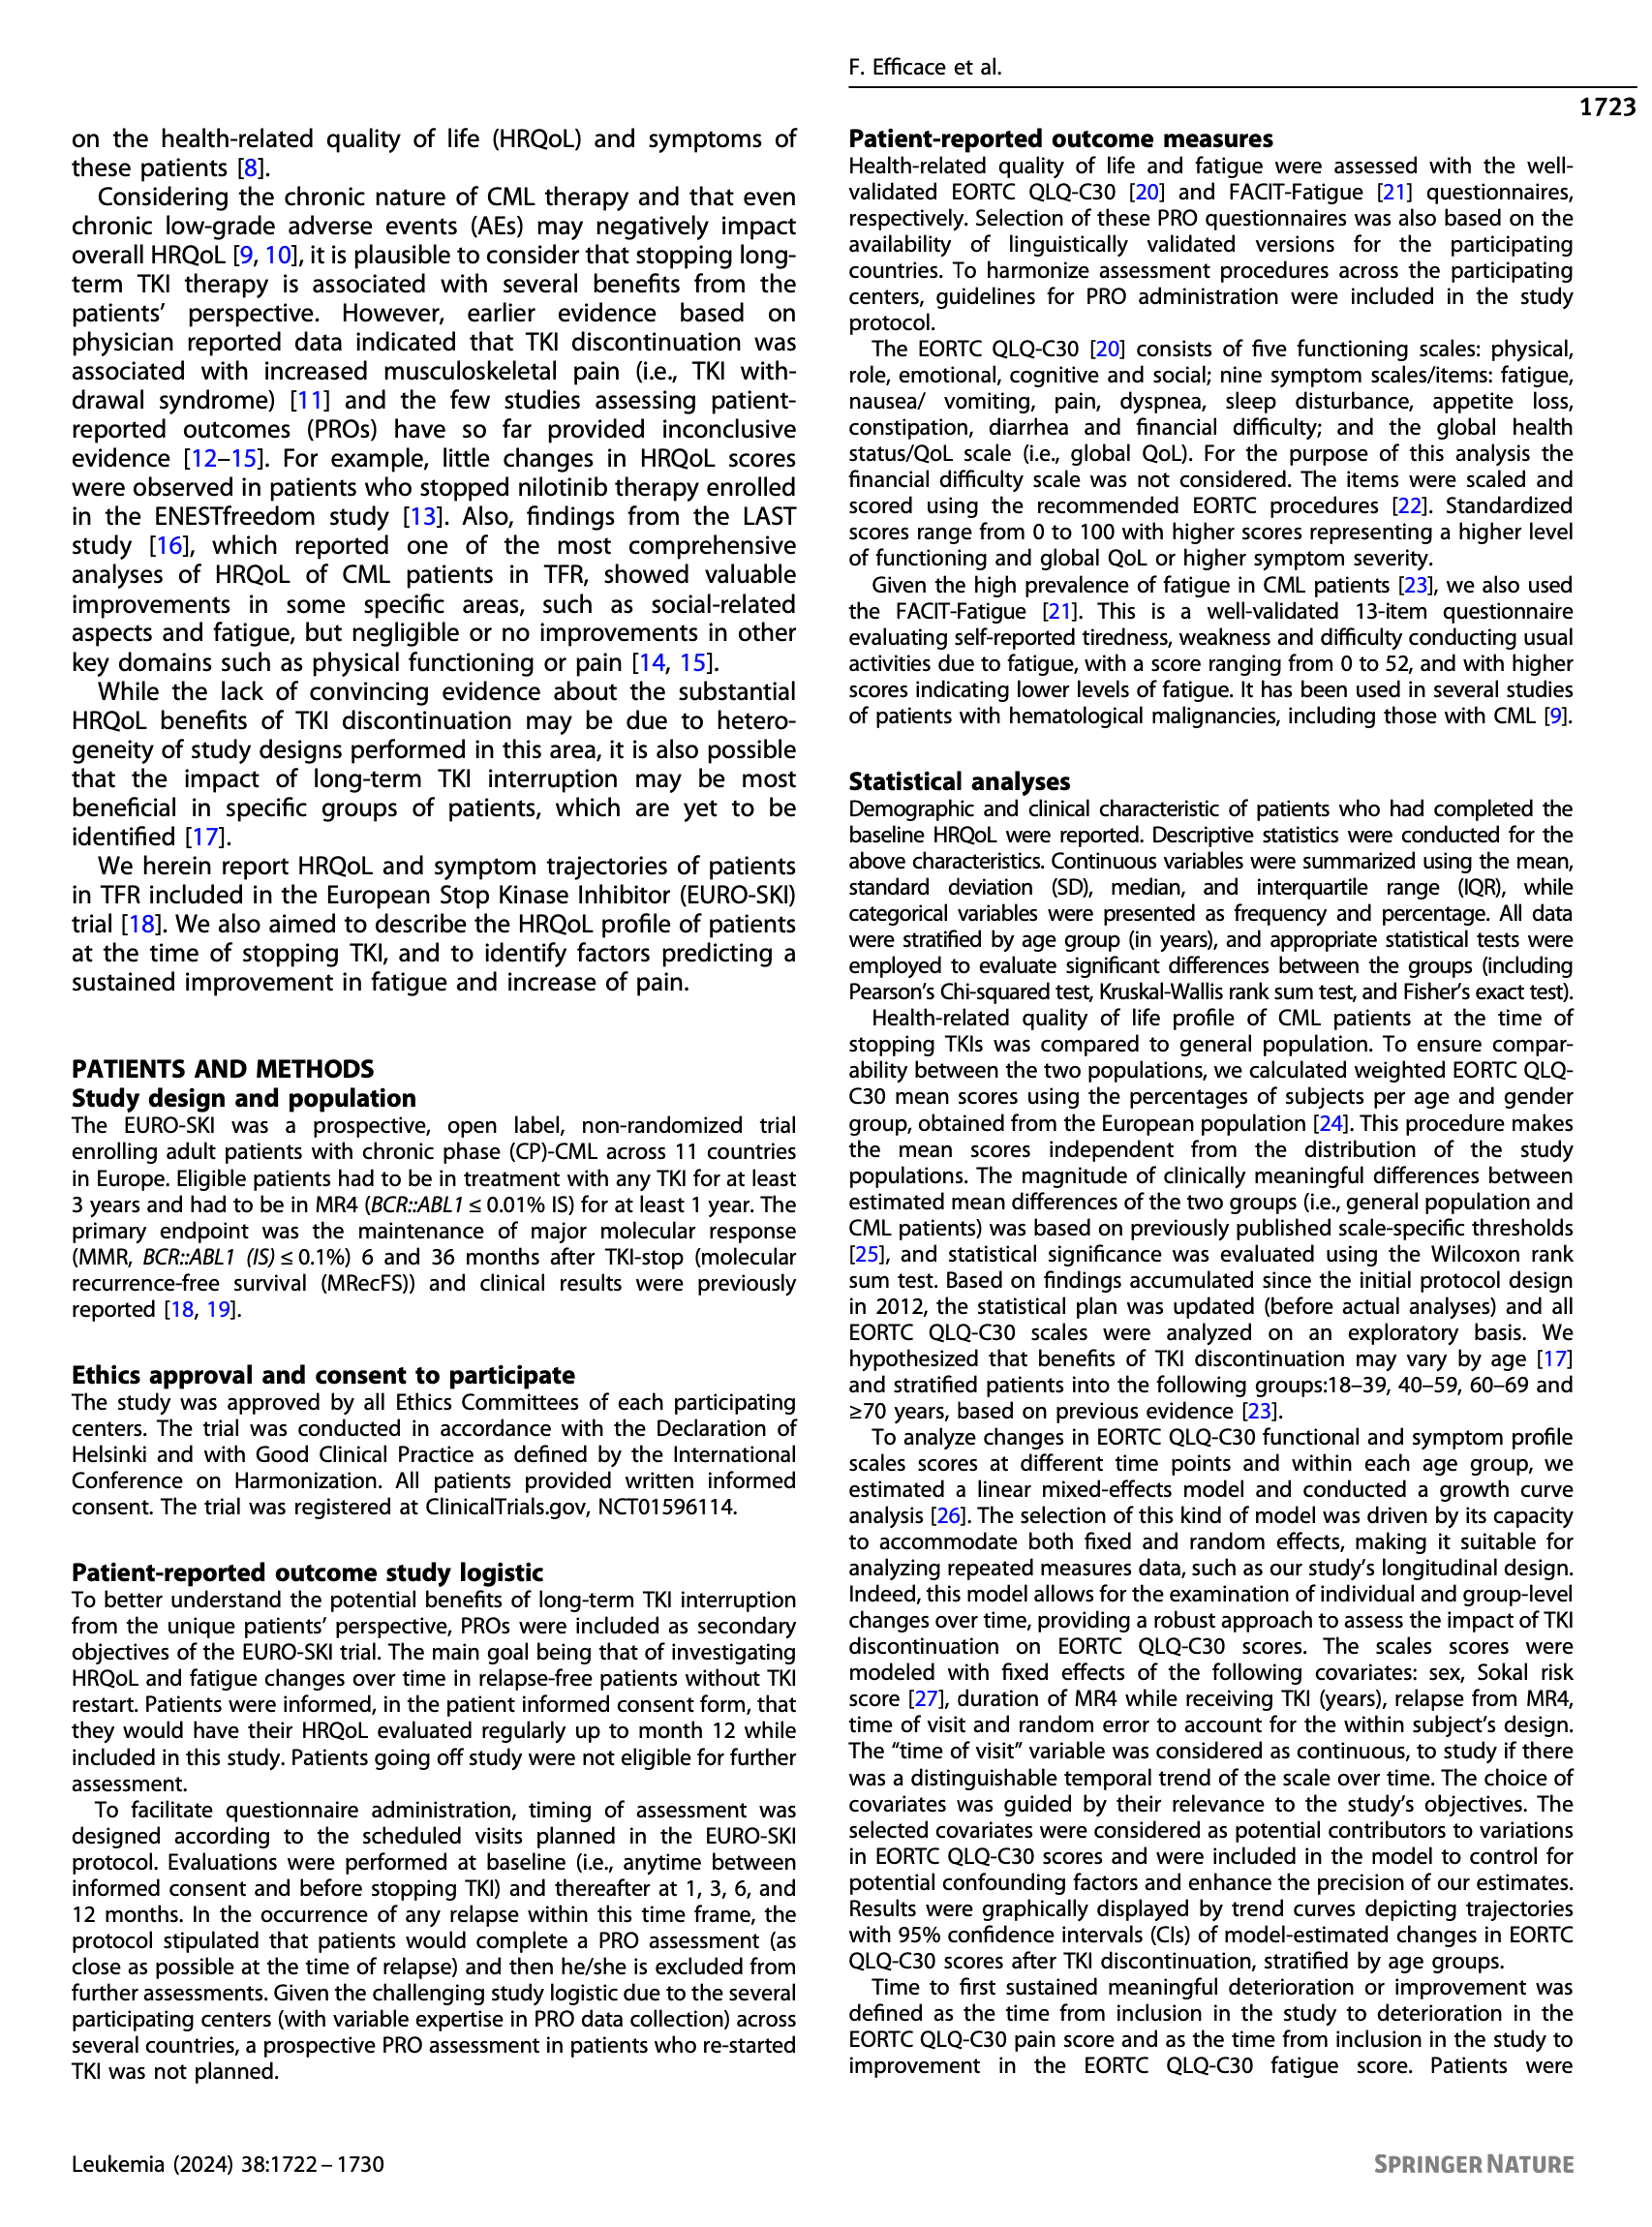 F. Efficace et al.
1723
on the health-related quality of life (HRQoL) and symptoms of
these patients [8].
Considering the chronic nature of CML therapy and that even
chronic low-grade adverse events (AEs) may negatively impact
overall HRQoL [9, 10], it is plausible to consider that stopping long-
term TKI therapy is associated with several benefits from the
patients’ perspective. However, earlier evidence based on
physician reported data indicated that TKI discontinuation was
associated with increased musculoskeletal pain (i.e., TKI with-
drawal syndrome) [11] and the few studies assessing patient-
reported outcomes (PROs) have so far provided inconclusive
evidence [12–15]. For example, little changes in HRQoL scores
were observed in patients who stopped nilotinib therapy enrolled
in the ENESTfreedom study [13]. Also, findings from the LAST
study [16], which reported one of the most comprehensive
analyses of HRQoL of CML patients in TFR, showed valuable
improvements in some specific areas, such as social-related
aspects and fatigue, but negligible or no improvements in other
key domains such as physical functioning or pain [14, 15].
While the lack of convincing evidence about the substantial
HRQoL benefits of TKI discontinuation may be due to hetero-
geneity of study designs performed in this area, it is also possible
that the impact of long-term TKI interruption may be most
beneficial in specific groups of patients, which are yet to be
identified [17].
We herein report HRQoL and symptom trajectories of patients
in TFR included in the European Stop Kinase Inhibitor (EURO-SKI)
trial [18]. We also aimed to describe the HRQoL profile of patients
at the time of stopping TKI, and to identify factors predicting a
sustained improvement in fatigue and increase of pain.
PATIENTS AND METHODS
Study design and population
The EURO-SKI was a prospective, open label, non-randomized trial
enrolling adult patients with chronic phase (CP)-CML across 11 countries
in Europe. Eligible patients had to be in treatment with any TKI for at least
3 years and had to be in MR4 (BCR::ABL1 ≤ 0.01% IS) for at least 1 year. The
primary endpoint was the maintenance of major molecular response
(MMR, BCR::ABL1 (IS) ≤ 0.1%) 6 and 36 months after TKI-stop (molecular
recurrence-free survival (MRecFS)) and clinical results were previously
reported [18, 19].
Ethics approval and consent to participate
The study was approved by all Ethics Committees of each participating
centers. The trial was conducted in accordance with the Declaration of
Helsinki and with Good Clinical Practice as defined by the International
Conference on Harmonization. All patients provided written informed
consent. The trial was registered at ClinicalTrials.gov, NCT01596114.
Patient-reported outcome study logistic
To better understand the potential benefits of long-term TKI interruption
from the unique patients’ perspective, PROs were included as secondary
objectives of the EURO-SKI trial. The main goal being that of investigating
HRQoL and fatigue changes over time in relapse-free patients without TKI
restart. Patients were informed, in the patient informed consent form, that
they would have their HRQoL evaluated regularly up to month 12 while
included in this study. Patients going off study were not eligible for further
assessment.
To facilitate questionnaire administration, timing of assessment was
designed according to the scheduled visits planned in the EURO-SKI
protocol. Evaluations were performed at baseline (i.e., anytime between
informed consent and before stopping TKI) and thereafter at 1, 3, 6, and
12 months. In the occurrence of any relapse within this time frame, the
protocol stipulated that patients would complete a PRO assessment (as
close as possible at the time of relapse) and then he/she is excluded from
further assessments. Given the challenging study logistic due to the several
participating centers (with variable expertise in PRO data collection) across
several countries, a prospective PRO assessment in patients who re-started
TKI was not planned.
Patient-reported outcome measures
Health-related quality of life and fatigue were assessed with the well-
validated EORTC QLQ-C30 [20] and FACIT-Fatigue [21] questionnaires,
respectively. Selection of these PRO questionnaires was also based on the
availability of linguistically validated versions for the participating
countries. To harmonize assessment procedures across the participating
centers, guidelines for PRO administration were included in the study
protocol.
The EORTC QLQ-C30 [20] consists of five functioning scales: physical,
role, emotional, cognitive and social; nine symptom scales/items: fatigue,
nausea/ vomiting, pain, dyspnea, sleep disturbance, appetite loss,
constipation, diarrhea and financial difficulty; and the global health
status/QoL scale (i.e., global QoL). For the purpose of this analysis the
financial difficulty scale was not considered. The items were scaled and
scored using the recommended EORTC procedures [22]. Standardized
scores range from 0 to 100 with higher scores representing a higher level
of functioning and global QoL or higher symptom severity.
Given the high prevalence of fatigue in CML patients [23], we also used
the FACIT-Fatigue [21]. This is a well-validated 13-item questionnaire
evaluating self-reported tiredness, weakness and difficulty conducting usual
activities due to fatigue, with a score ranging from 0 to 52, and with higher
scores indicating lower levels of fatigue. It has been used in several studies
of patients with hematological malignancies, including those with CML [9].
Statistical analyses
Demographic and clinical characteristic of patients who had completed the
baseline HRQoL were reported. Descriptive statistics were conducted for the
above characteristics. Continuous variables were summarized using the mean,
standard deviation (SD), median, and interquartile range (IQR), while
categorical variables were presented as frequency and percentage. All data
were stratified by age group (in years), and appropriate statistical tests were
employed to evaluate significant differences between the groups (including
Pearson’s Chi-squared test, Kruskal-Wallis rank sum test, and Fisher’s exact test).
Health-related quality of life profile of CML patients at the time of
stopping TKIs was compared to general population. To ensure compar-
ability between the two populations, we calculated weighted EORTC QLQ-
C30 mean scores using the percentages of subjects per age and gender
group, obtained from the European population [24]. This procedure makes
the mean scores independent from the distribution of the study
populations. The magnitude of clinically meaningful differences between
estimated mean differences of the two groups (i.e., general population and
CML patients) was based on previously published scale-specific thresholds
[25], and statistical significance was evaluated using the Wilcoxon rank
sum test. Based on findings accumulated since the initial protocol design
in 2012, the statistical plan was updated (before actual analyses) and all
EORTC QLQ-C30 scales were analyzed on an exploratory basis. We
hypothesized that benefits of TKI discontinuation may vary by age [17]
and stratified patients into the following groups:18–39, 40–59, 60–69 and
≥70 years, based on previous evidence [23].
To analyze changes in EORTC QLQ-C30 functional and symptom profile
scales scores at different time points and within each age group, we
estimated a linear mixed-effects model and conducted a growth curve
analysis [26]. The selection of this kind of model was driven by its capacity
to accommodate both fixed and random effects, making it suitable for
analyzing repeated measures data, such as our study’s longitudinal design.
Indeed, this model allows for the examination of individual and group-level
changes over time, providing a robust approach to assess the impact of TKI
discontinuation on EORTC QLQ-C30 scores. The scales scores were
modeled with fixed effects of the following covariates: sex, Sokal risk
score [27], duration of MR4 while receiving TKI (years), relapse from MR4,
time of visit and random error to account for the within subject’s design.
The “time of visit” variable was considered as continuous, to study if there
was a distinguishable temporal trend of the scale over time. The choice of
covariates was guided by their relevance to the study’s objectives. The
selected covariates were considered as potential contributors to variations
in EORTC QLQ-C30 scores and were included in the model to control for
potential confounding factors and enhance the precision of our estimates.
Results were graphically displayed by trend curves depicting trajectories
with 95% confidence intervals (CIs) of model-estimated changes in EORTC
QLQ-C30 scores after TKI discontinuation, stratified by age groups.
Time to first sustained meaningful deterioration or improvement was
defined as the time from inclusion in the study to deterioration in the
EORTC QLQ-C30 pain score and as the time from inclusion in the study to
improvement in the EORTC QLQ-C30 fatigue score. Patients were
Leukemia (2024) 38:1722 – 1730
SPRINGER NATURE